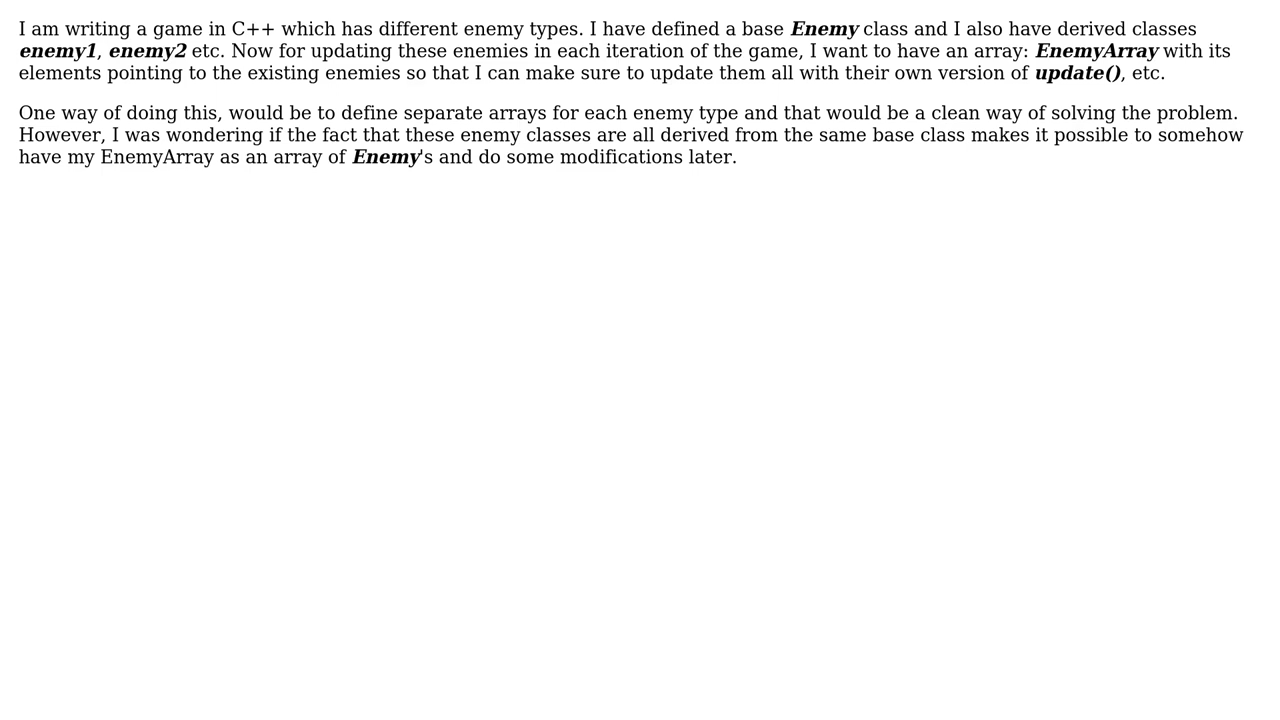 I am writing a game in C++ which has different enemy types. I have defined a base Enemy class and I also have derived classes
enemy1, enemy2 etc. Now for updating these enemies in each iteration of the game, I want to have an array: EnemyArray with its
elements pointing to the existing enemies so that I can make sure to update them all with their own version of update(), etc.
One way of doing this, would be to define separate arrays for each enemy type and that would be a clean way of solving the problem.
However, I was wondering if the fact that these enemy classes are all derived from the same base class makes it possible to somehow
have my EnemyArray as an array of Enemy's and do some modifications later.